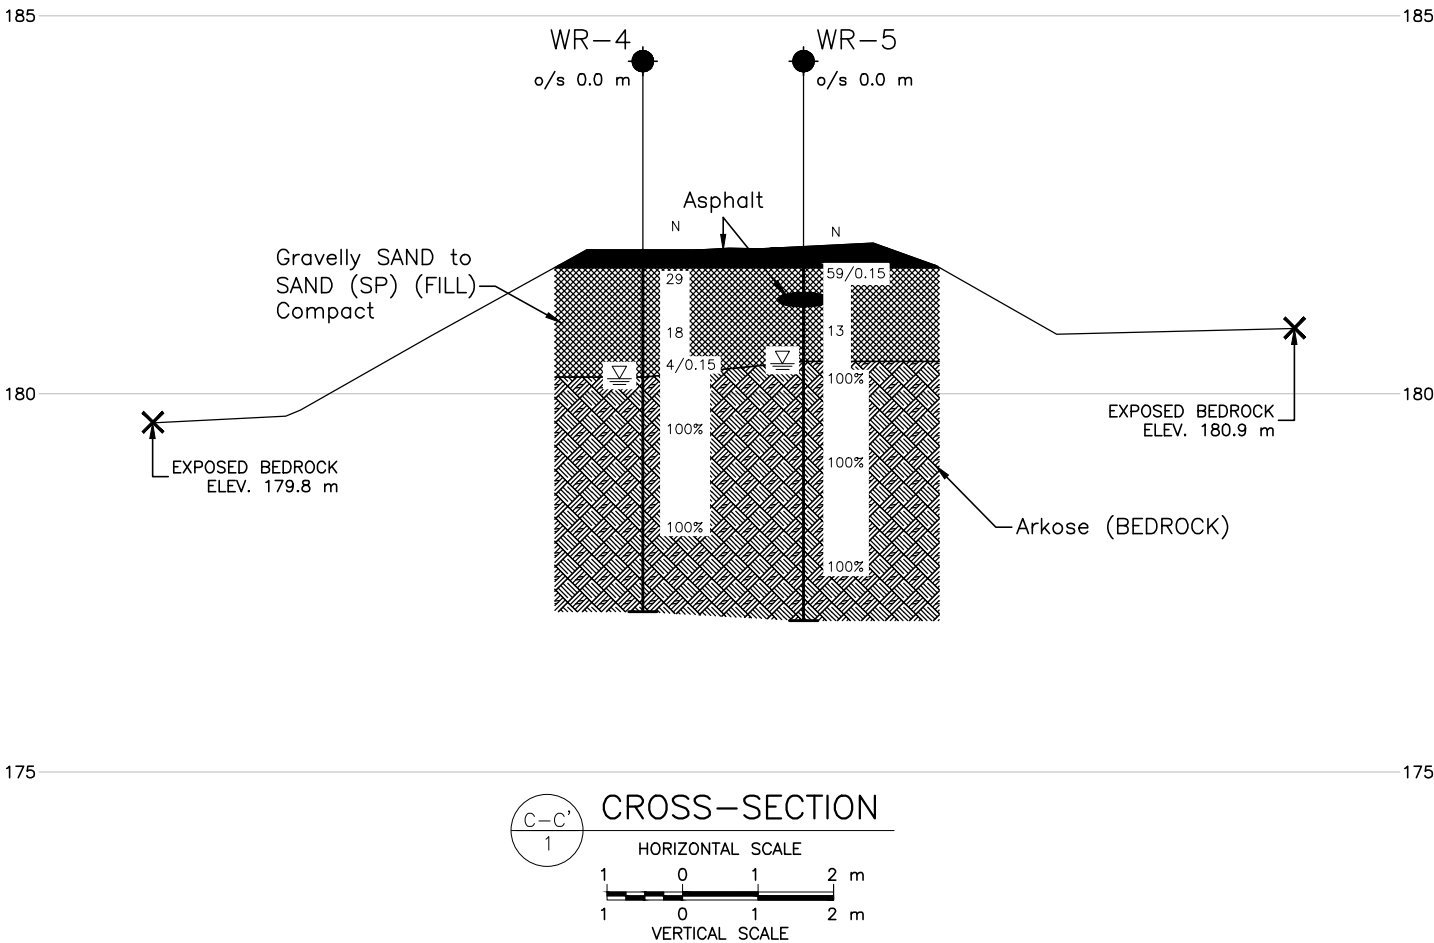 185
185
WR-4
o/s 0.0 m
WR-5
o/s 0.0 m
Asphalt
N
N
Gravelly SAND to
SAND (SP) (FILL)
Compact
29
18
4/0.15
100%
100%
59/0.15
13
100%
100%
100%
180
180
EXPOSED BEDROCK
ELEV. 179.8 m
EXPOSED BEDROCK
ELEV. 180.9 m
Arkose (BEDROCK)
175
175
C-C'
1
CROSS-SECTION
HORIZONTAL SCALE
1 0 1 2 m
1 0 1 2 m
VERTICAL SCALE